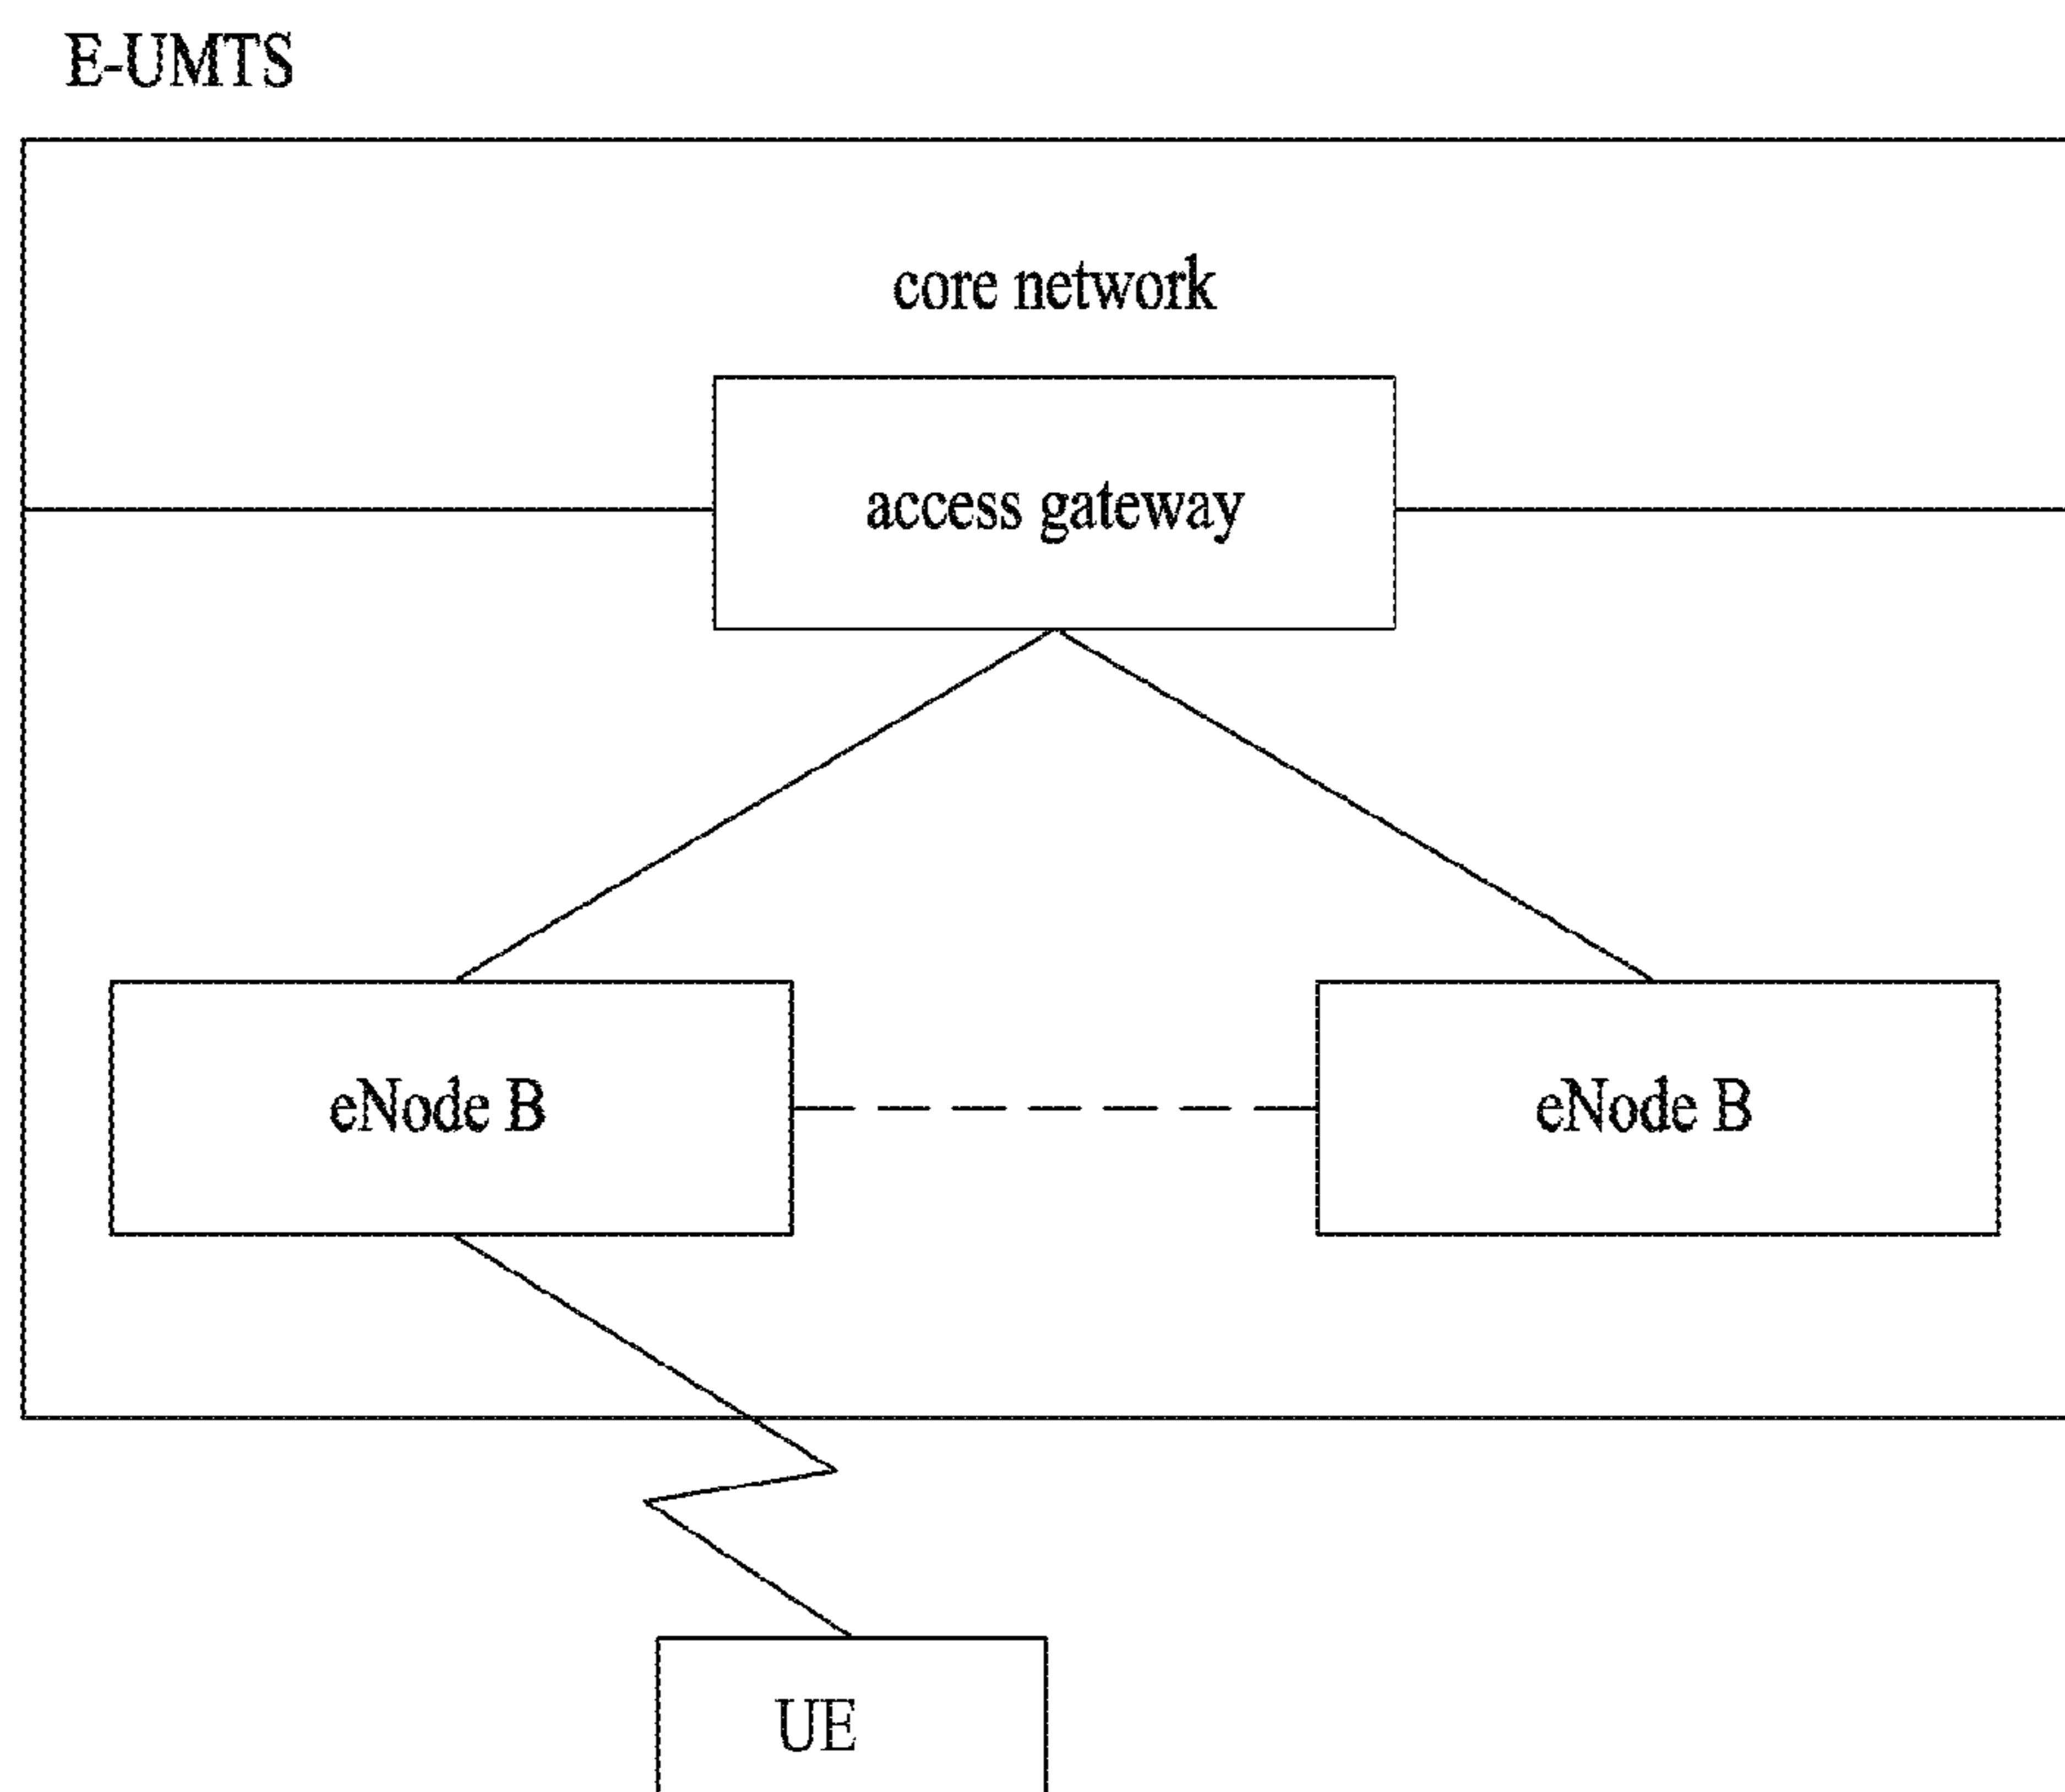 E-UMTS
core network
access gateway
eNode B
eNode B
UE